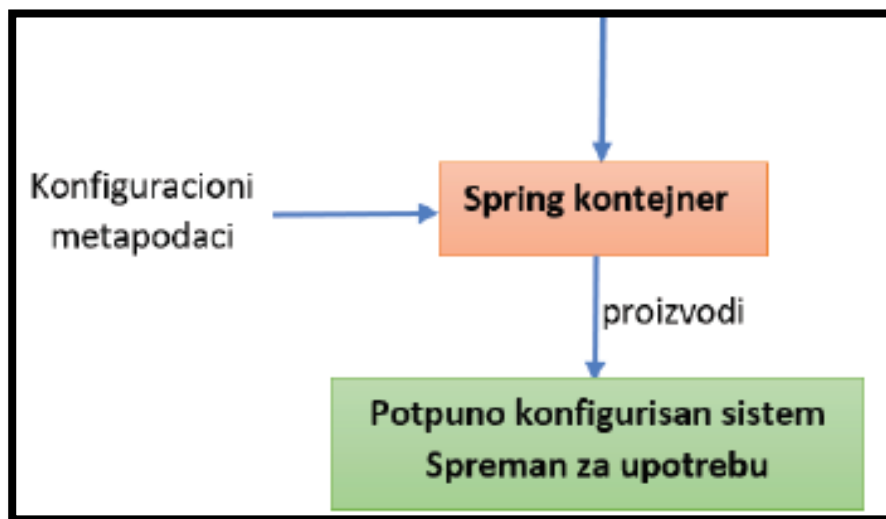 Konfiguracioni
metapodaci
Spring kontejner
proizvodi
Potpuno konfigurisan sistem
Spreman za upotrebu